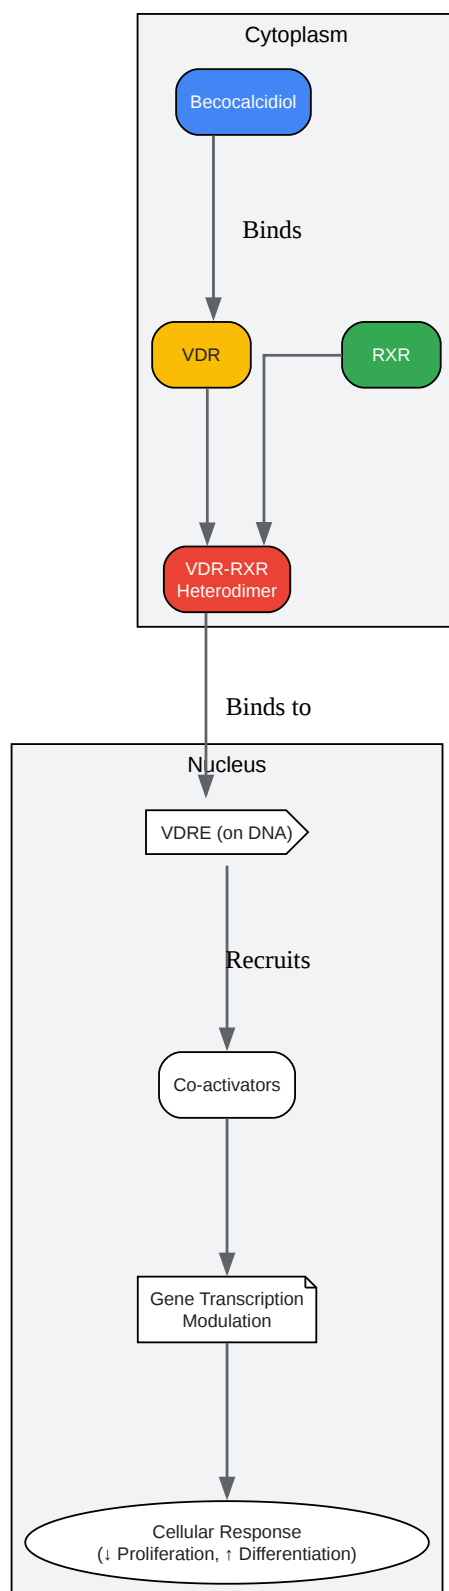 Cytoplasm
Becocalcidiol
Binds
VDR
RXR
VDR-RXR
Heterodimer
Binds to
Nucleus
VDRE (on DNA)
Recruits
Co-activators
Gene Transcription
Modulation
Cellular Response
(↓ Proliferation, ↑ Differentiation)